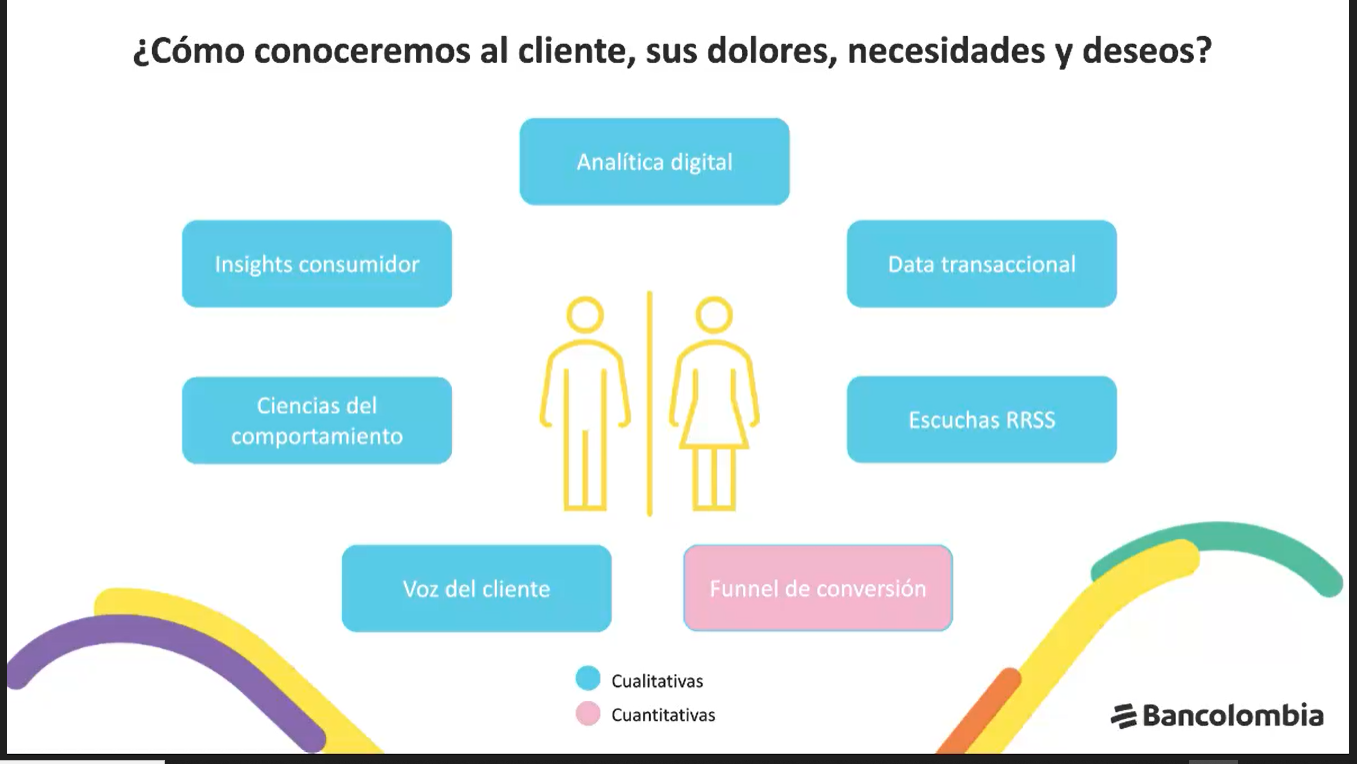 ¿Cómo conoceremos al cliente, sus dolores, necesidades y deseos?
Analítica digital
Insights consumidor
Data transaccional
Ciencias del
comportamiento
Escuchas RRSS
Voz del cliente
Funnel de conversión
Cualitativas
Cuantitativas
Bancolombia